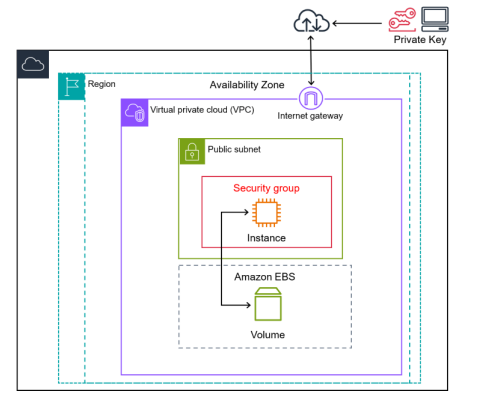 Private Key
Region
Availability Zone
Virtual private cloud (VPC)
Internet gateway
Public subnet
Security group
Instance
Amazon EBS
Volume